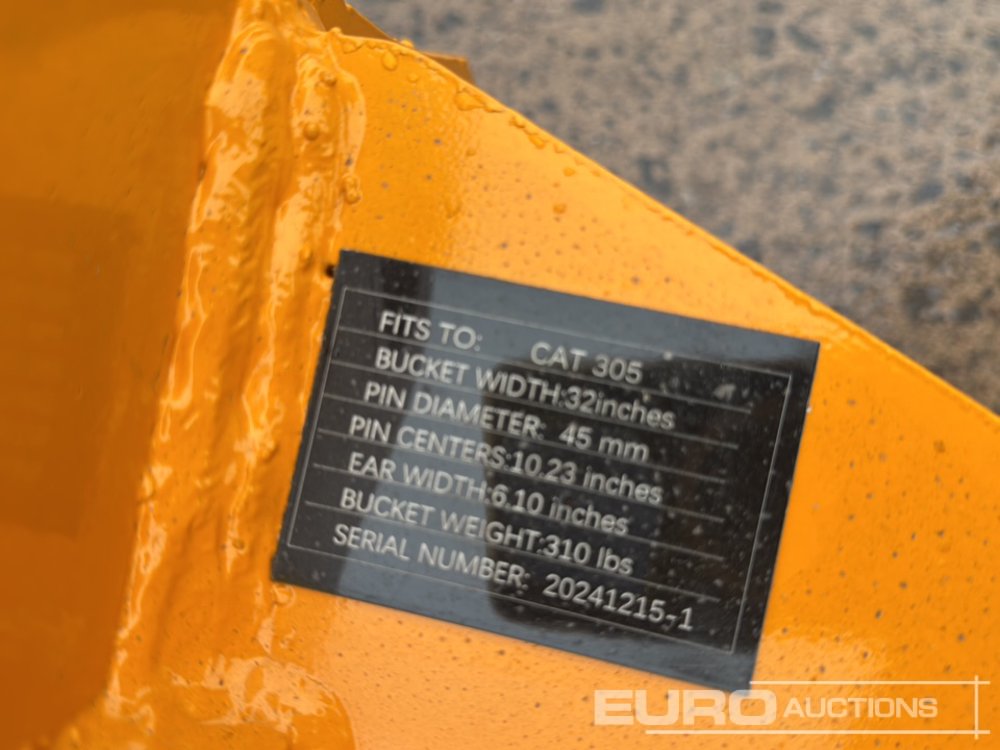 FITS TO: CAT 305
BUCKET WIDTH:32inches
PIN DIAMETER: 45 mm
PIN CENTERS:10.23 inches
EAR WIDTH:6.10 inches
BUCKET WEIGHT:310 lbs
SERIAL NUMBER: 20241215-1
EURO AUCTIONS